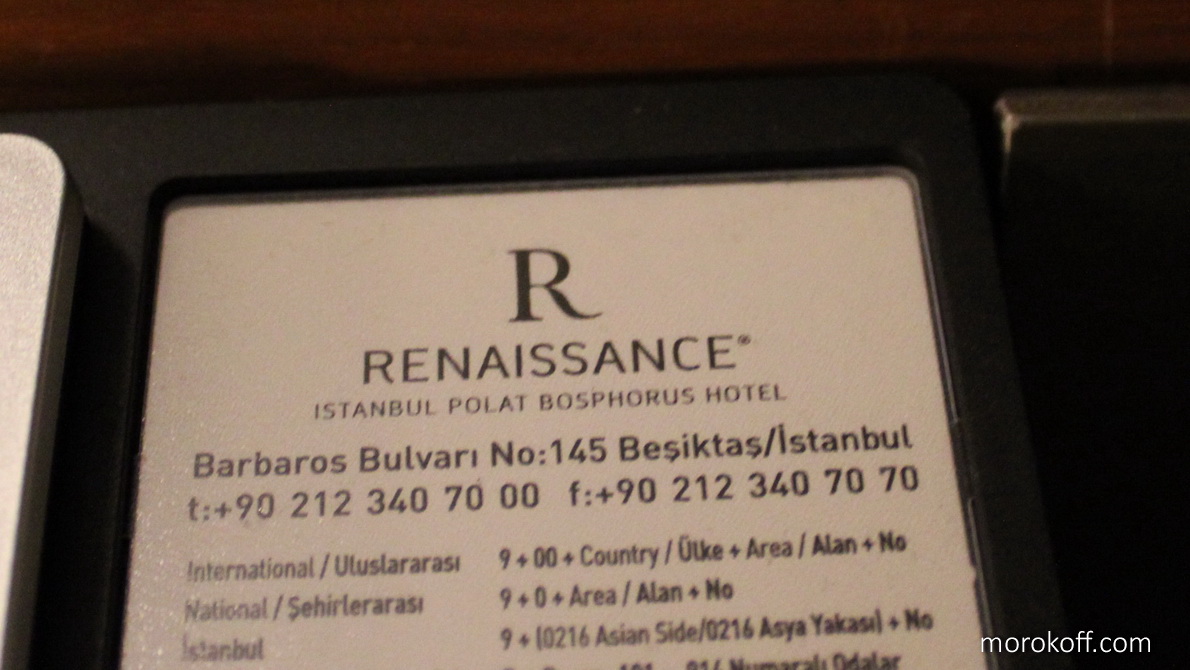 R
RENAISSANCE®
ISTANBUL POLAT BOSPHORUS HOTEL
Barbaros Bulvarı No:145 Beşiktaş/İstanbul
t:+90 212 340 70 00 f:+90 212 340 70 70
International / Uluslararası 9 + 00 + Country / Ülke + Area / Alan + No
National / Şehirlerarası 9 + 0 + Area / Alan + No
İstanbul 9 + (0216 Asian Side/0216 Asya Yakası) + No
Numaralı Odalar
morokoff.com